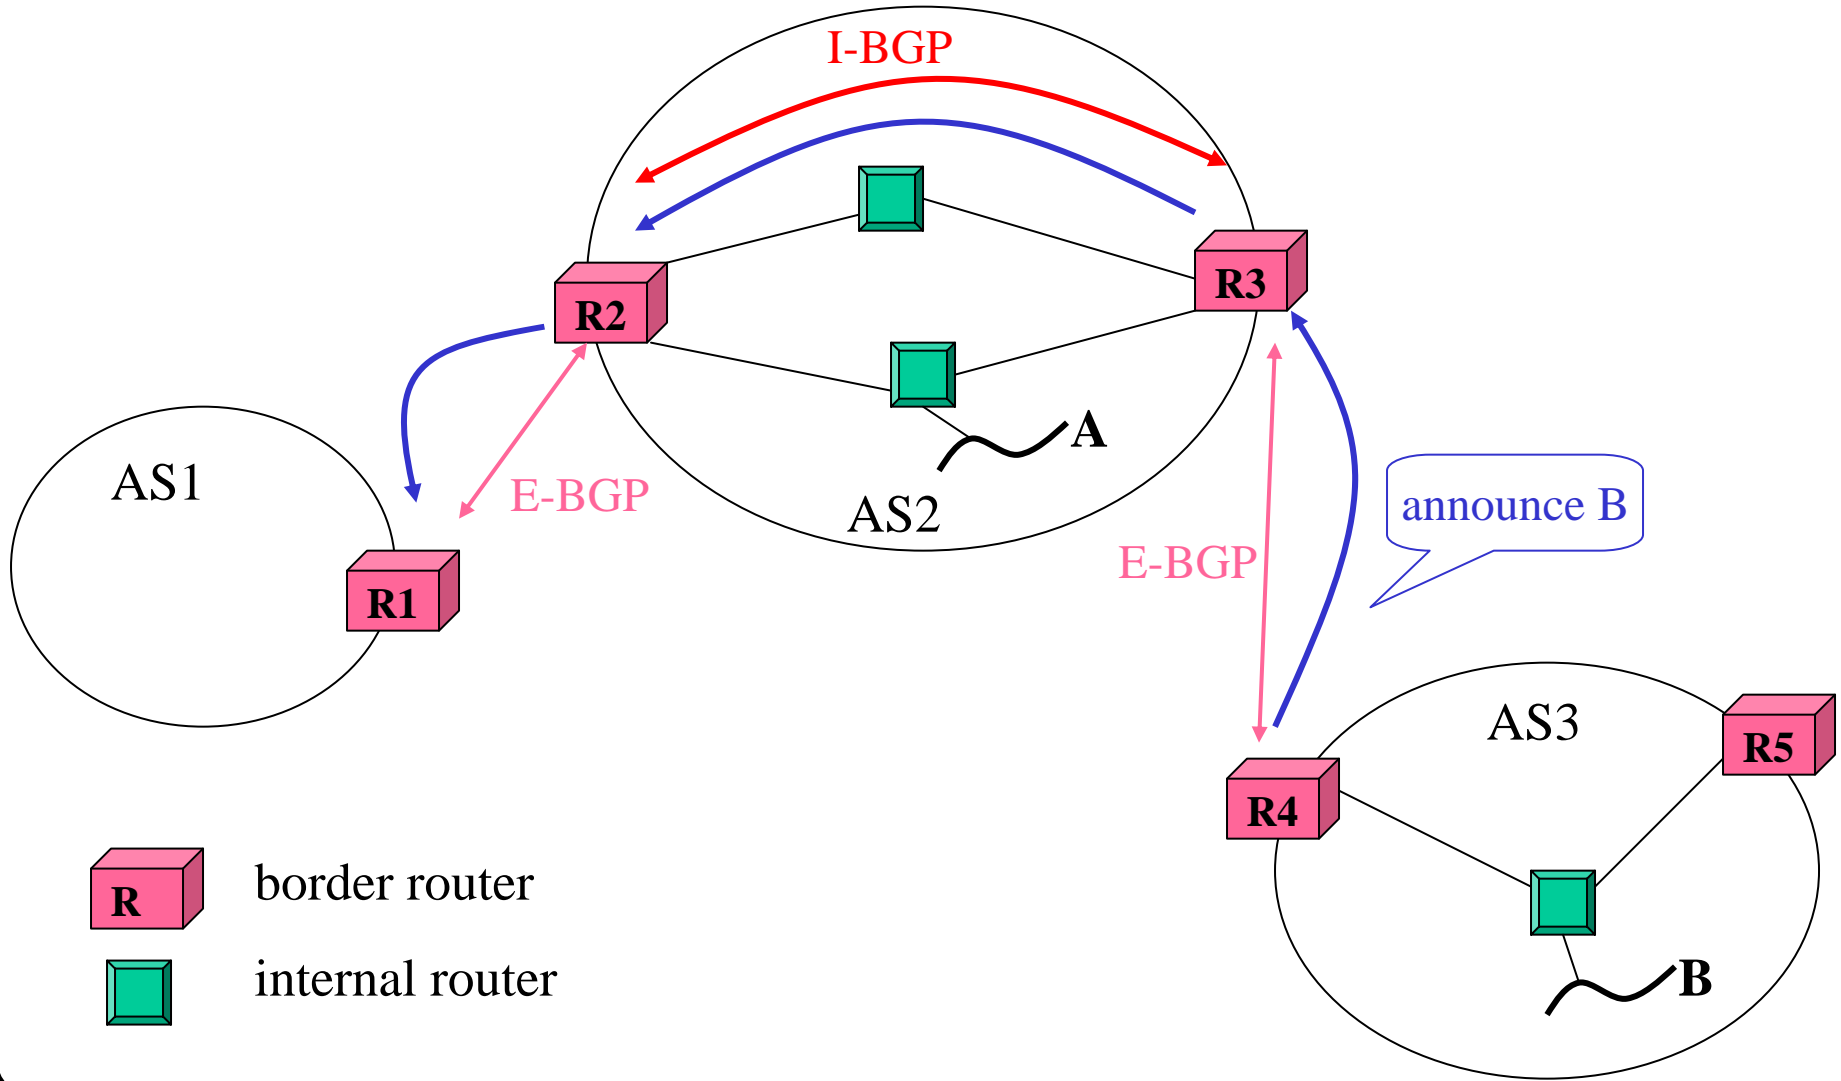 I-BGP
R3
R2
A
AS1
E-BGP
AS2
announce B
E-BGP
R1
AS3
R5
R4
R border router
internal router
B